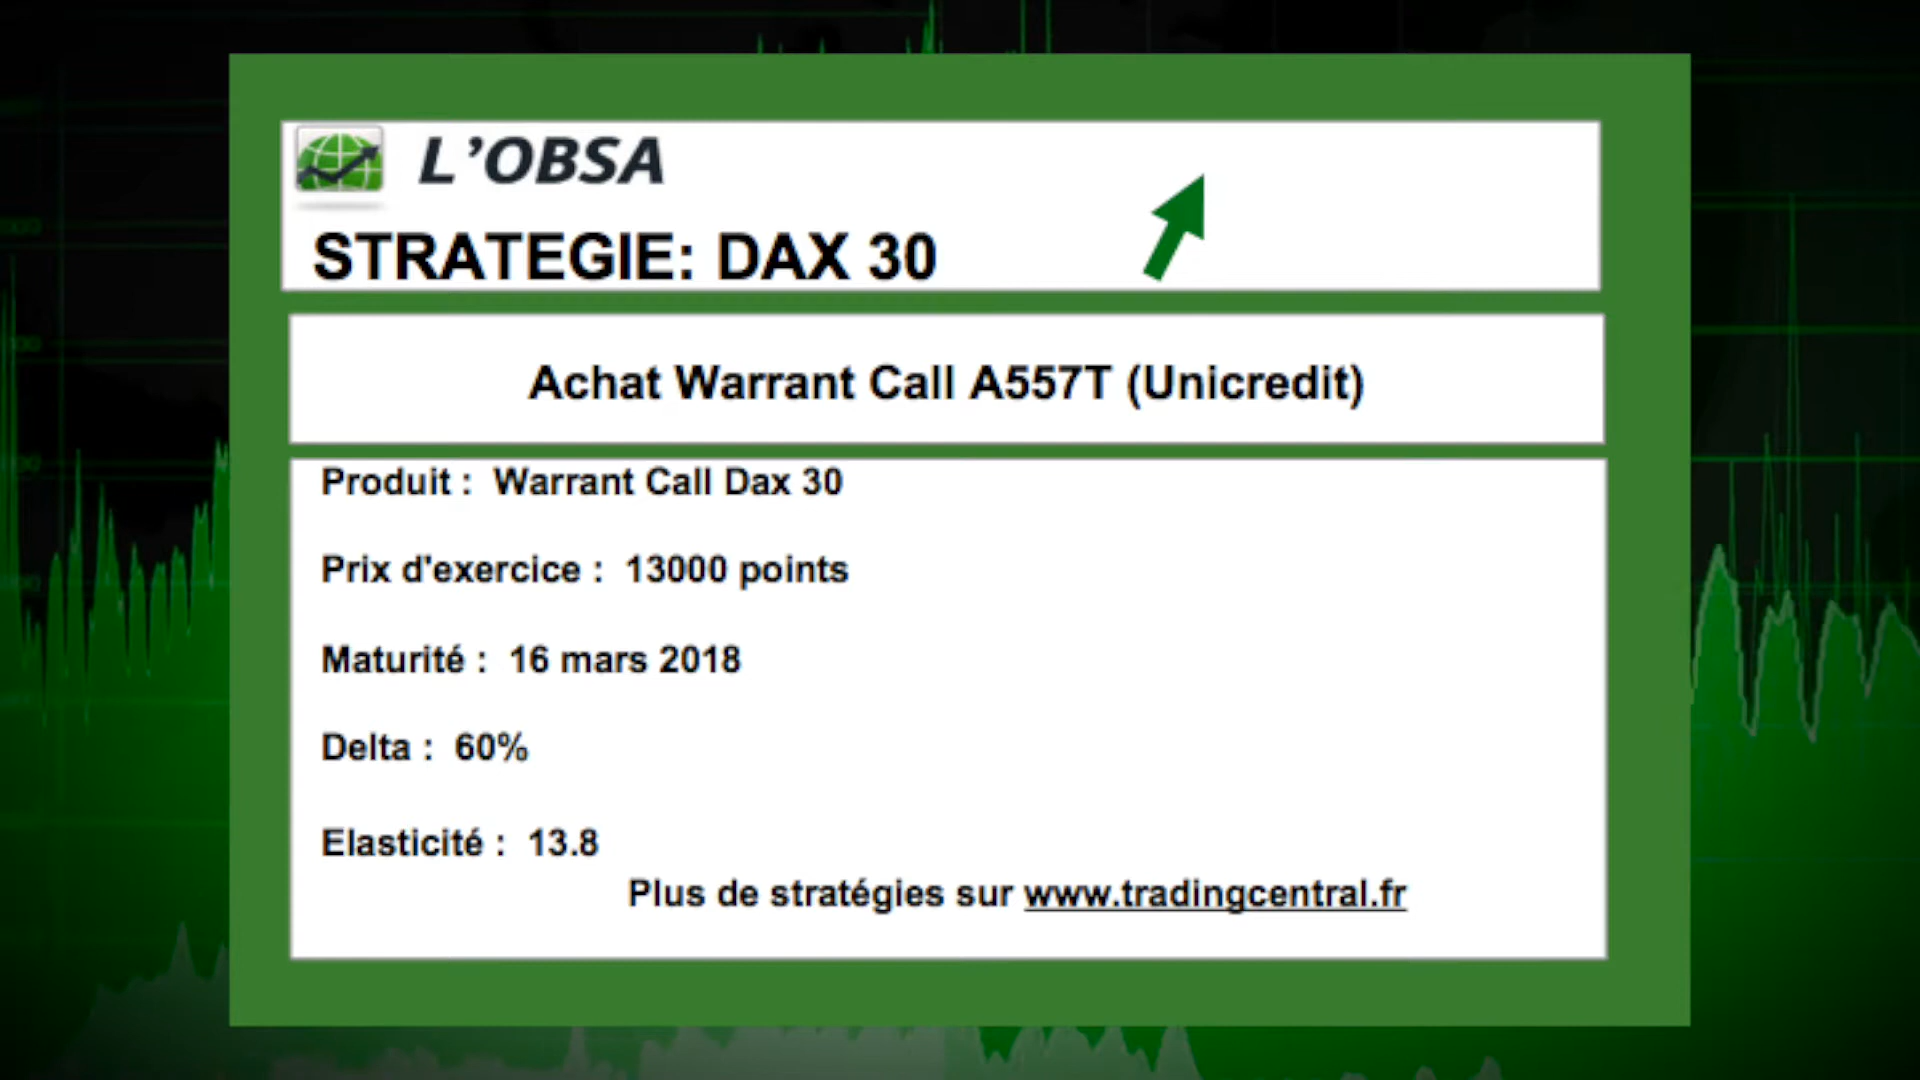 L'OBSA
STRATEGIE: DAX 30
Achat Warrant Call A557T (Unicredit)
Produit : Warrant Call Dax 30
Prix d'exercice : 13000 points
Maturité : 16 mars 2018
Delta : 60%
Elasticité : 13.8
Plus de stratégies sur www.tradingcentral.fr